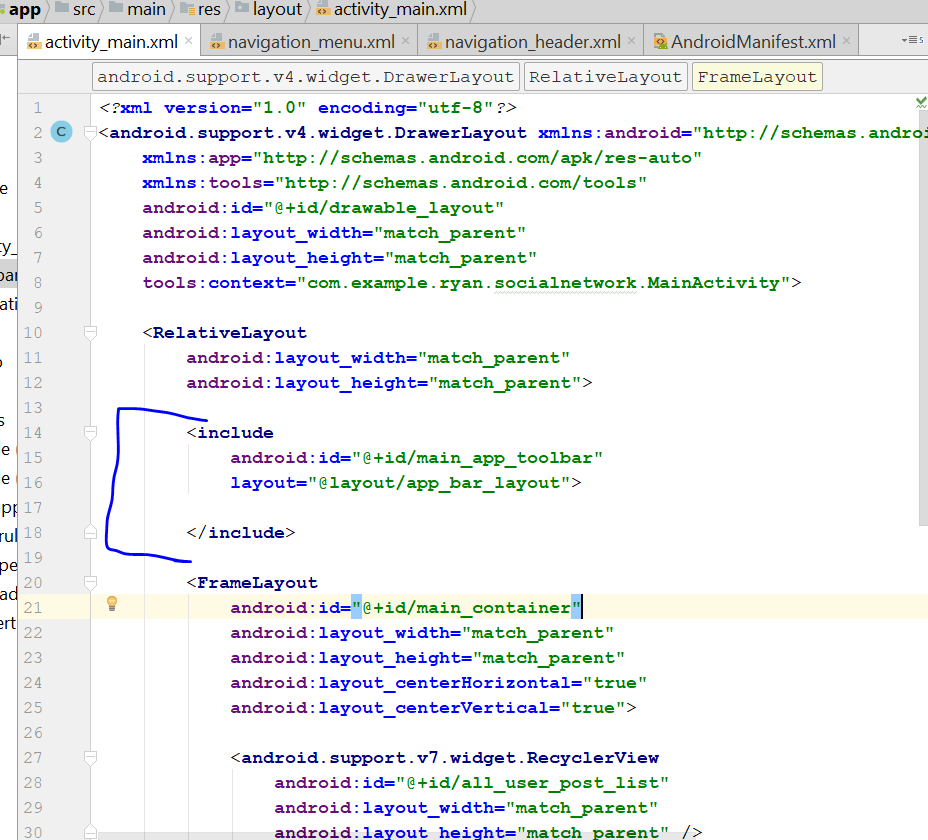 app src main res layout activity_main.xml
activity_main.xml navigation_menu.xml navigation_header.xml AndroidManifest.xml
android.support.v4.widget.DrawerLayout RelativeLayout FrameLayout
1 <?xml version="1.0" encoding="utf-8"?>
2 C <android.support.v4.widget.DrawerLayout xmlns:android="http://schemas.androi
3 xmlns:app="http://schemas.android.com/apk/res-auto"
4 xmlns:tools="http://schemas.android.com/tools"
5 android:id="@+id/drawable_layout"
6 android:layout_width="match_parent"
7 android:layout_height="match_parent"
8 tools:context="com.example.ryan.socialnetwork.MainActivity">
9
10 <RelativeLayout
11 android:layout_width="match_parent"
12 android:layout_height="match_parent">
13
14 <include
15 android:id="@+id/main_app_toolbar"
16 layout="@layout/app_bar_layout">
17
18 </include>
19
20 <FrameLayout
21 android:id="@+id/main_container"
22 android:layout_width="match_parent"
23 android:layout_height="match_parent"
24 android:layout_centerHorizontal="true"
25 android:layout_centerVertical="true">
26
27 <android.support.v7.widget.RecyclerView
28 android:id="@+id/all_user_post_list"
29 android:layout_width="match_parent"
30 android:layout_height="match_parent" />